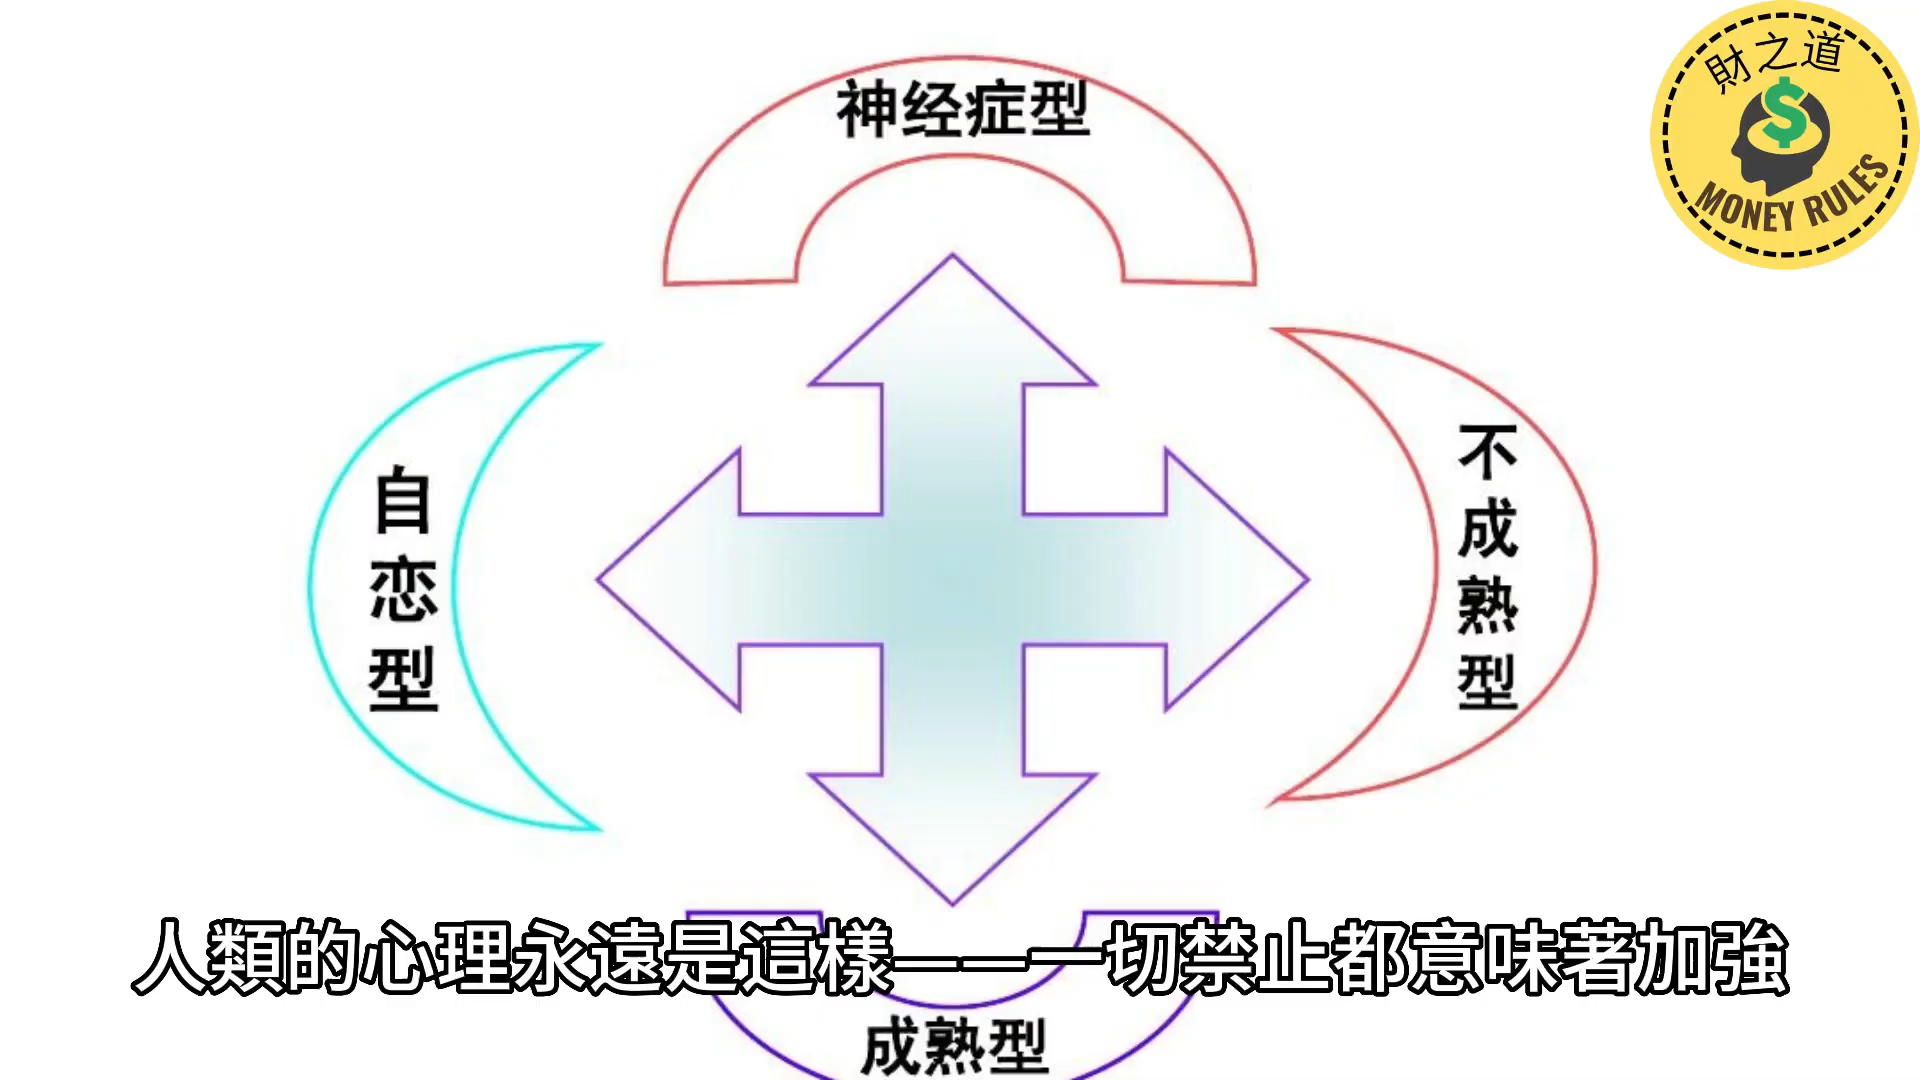 財之道
MONEY RULES
神经症型
自恋型
不成熟型
人類的心理永遠是這樣——一切禁止都意味著加強
成熟型